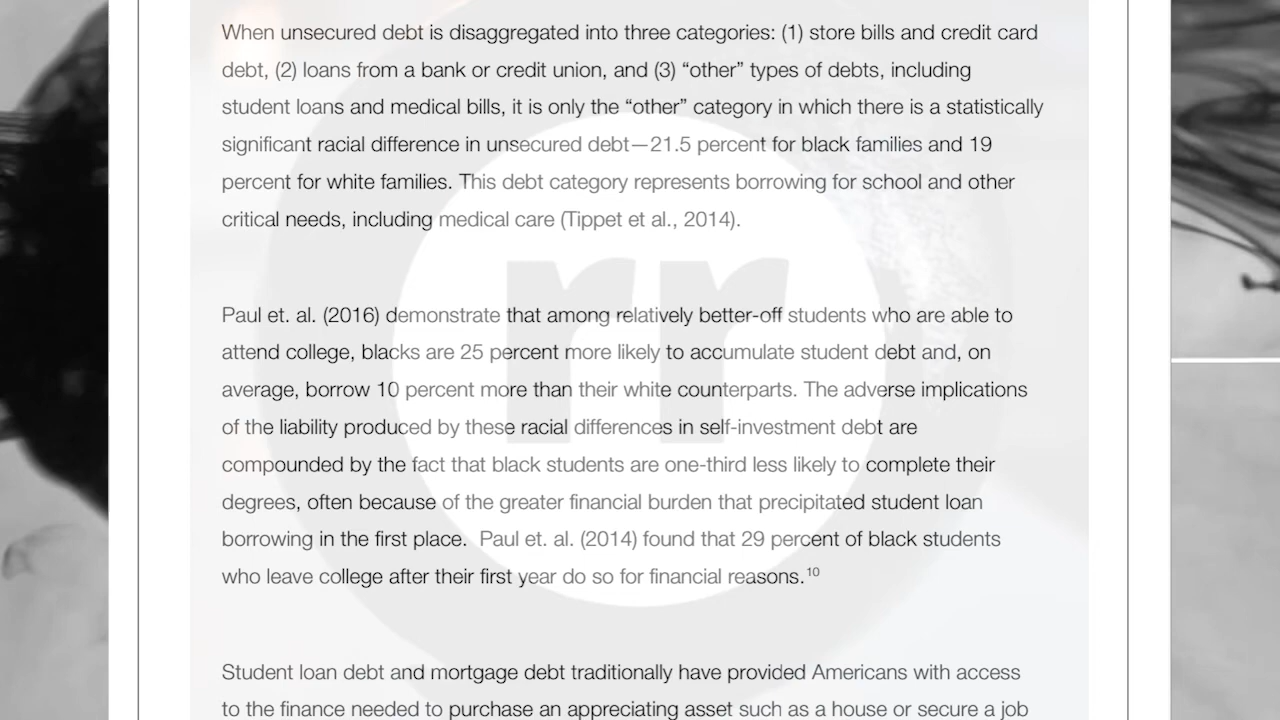 When unsecured debt is disaggregated into three categories: (1) store bills and credit card
debt, (2) loans from a bank or credit union, and (3) “other” types of debts, including
student loans and medical bills, it is only the “other” category in which there is a statistically
significant racial difference in unsecured debt—21.5 percent for black families and 19
percent for white families. This debt category represents borrowing for school and other
critical needs, including medical care (Tippet et al., 2014).
rr
Paul et. al. (2016) demonstrate that among relatively better-off students who are able to
attend college, blacks are 25 percent more likely to accumulate student debt and, on
average, borrow 10 percent more than their white counterparts. The adverse implications
of the liability produced by these racial differences in self-investment debt are
compounded by the fact that black students are one-third less likely to complete their
degrees, often because of the greater financial burden that precipitated student loan
borrowing in the first place.  Paul et. al. (2014) found that 29 percent of black students
who leave college after their first year do so for financial reasons.¹⁰
Student loan debt and mortgage debt traditionally have provided Americans with access
to the finance needed to purchase an appreciating asset such as a house or secure a job